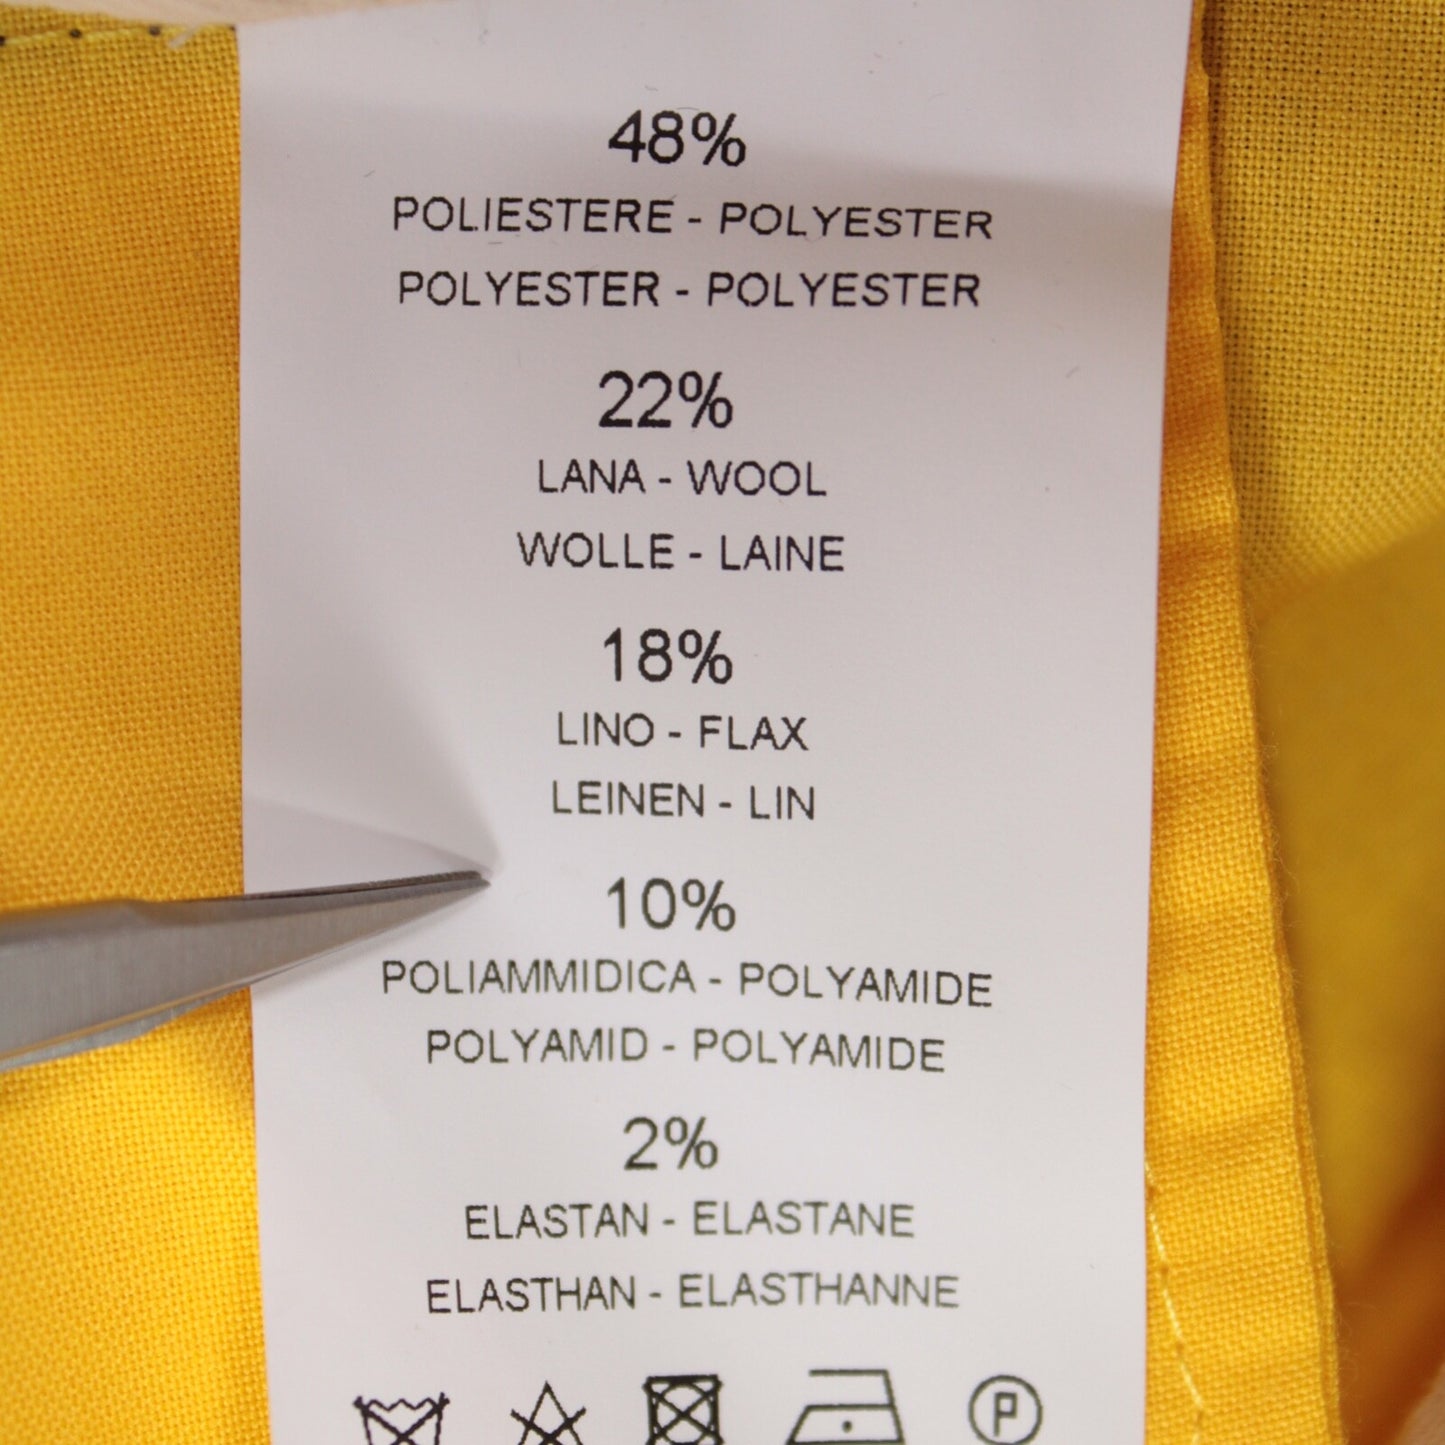 48%
POLIESTERE - POLYESTER
POLYESTER - POLYESTER
22%
LANA - WOOL
WOLLE - LAINE
18%
LINO - FLAX
LEINEN - LIN
10%
POLIAMMIDICA - POLYAMIDE
POLYAMID - POLYAMIDE
2%
ELASTAN - ELASTANE
ELASTHAN - ELASTHANNE
P